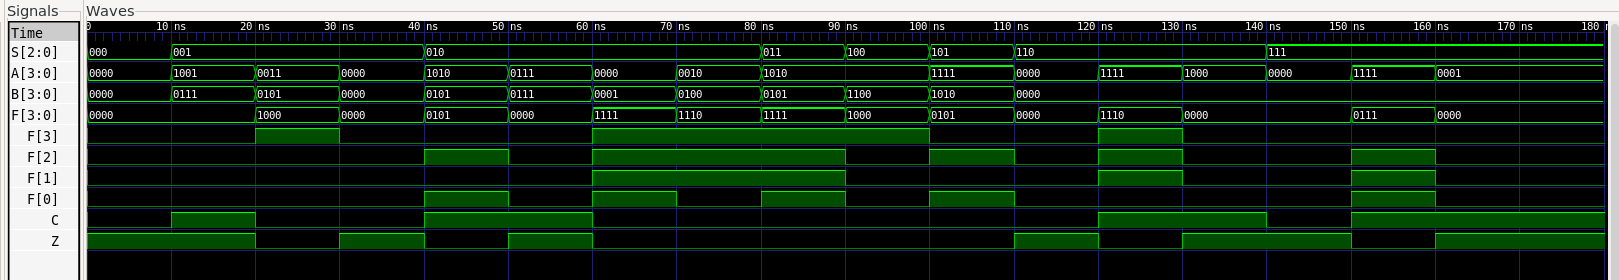 Signals Waves
Time 0 10 ns 20 ns 30 ns 40 ns 50 ns 60 ns 70 ns 80 ns 90 ns 100 ns 110 ns 120 ns 130 ns 140 ns 150 ns 160 ns 170 ns 180 n
S[2:0] 000 001 010 011 100 101 110 111
A[3:0] 0000 1001 0011 0000 1010 0111 0000 0010 1010 1111 0000 1111 1000 0000 1111 0001
B[3:0] 0000 0111 0101 0000 0101 0111 0001 0100 0101 1100 1010 0000
F[3:0] 0000 1000 0000 0101 0000 1111 1110 1111 1000 0101 0000 1110 0000 0111 0000
F[3]
F[2]
F[1]
F[0]
C
Z